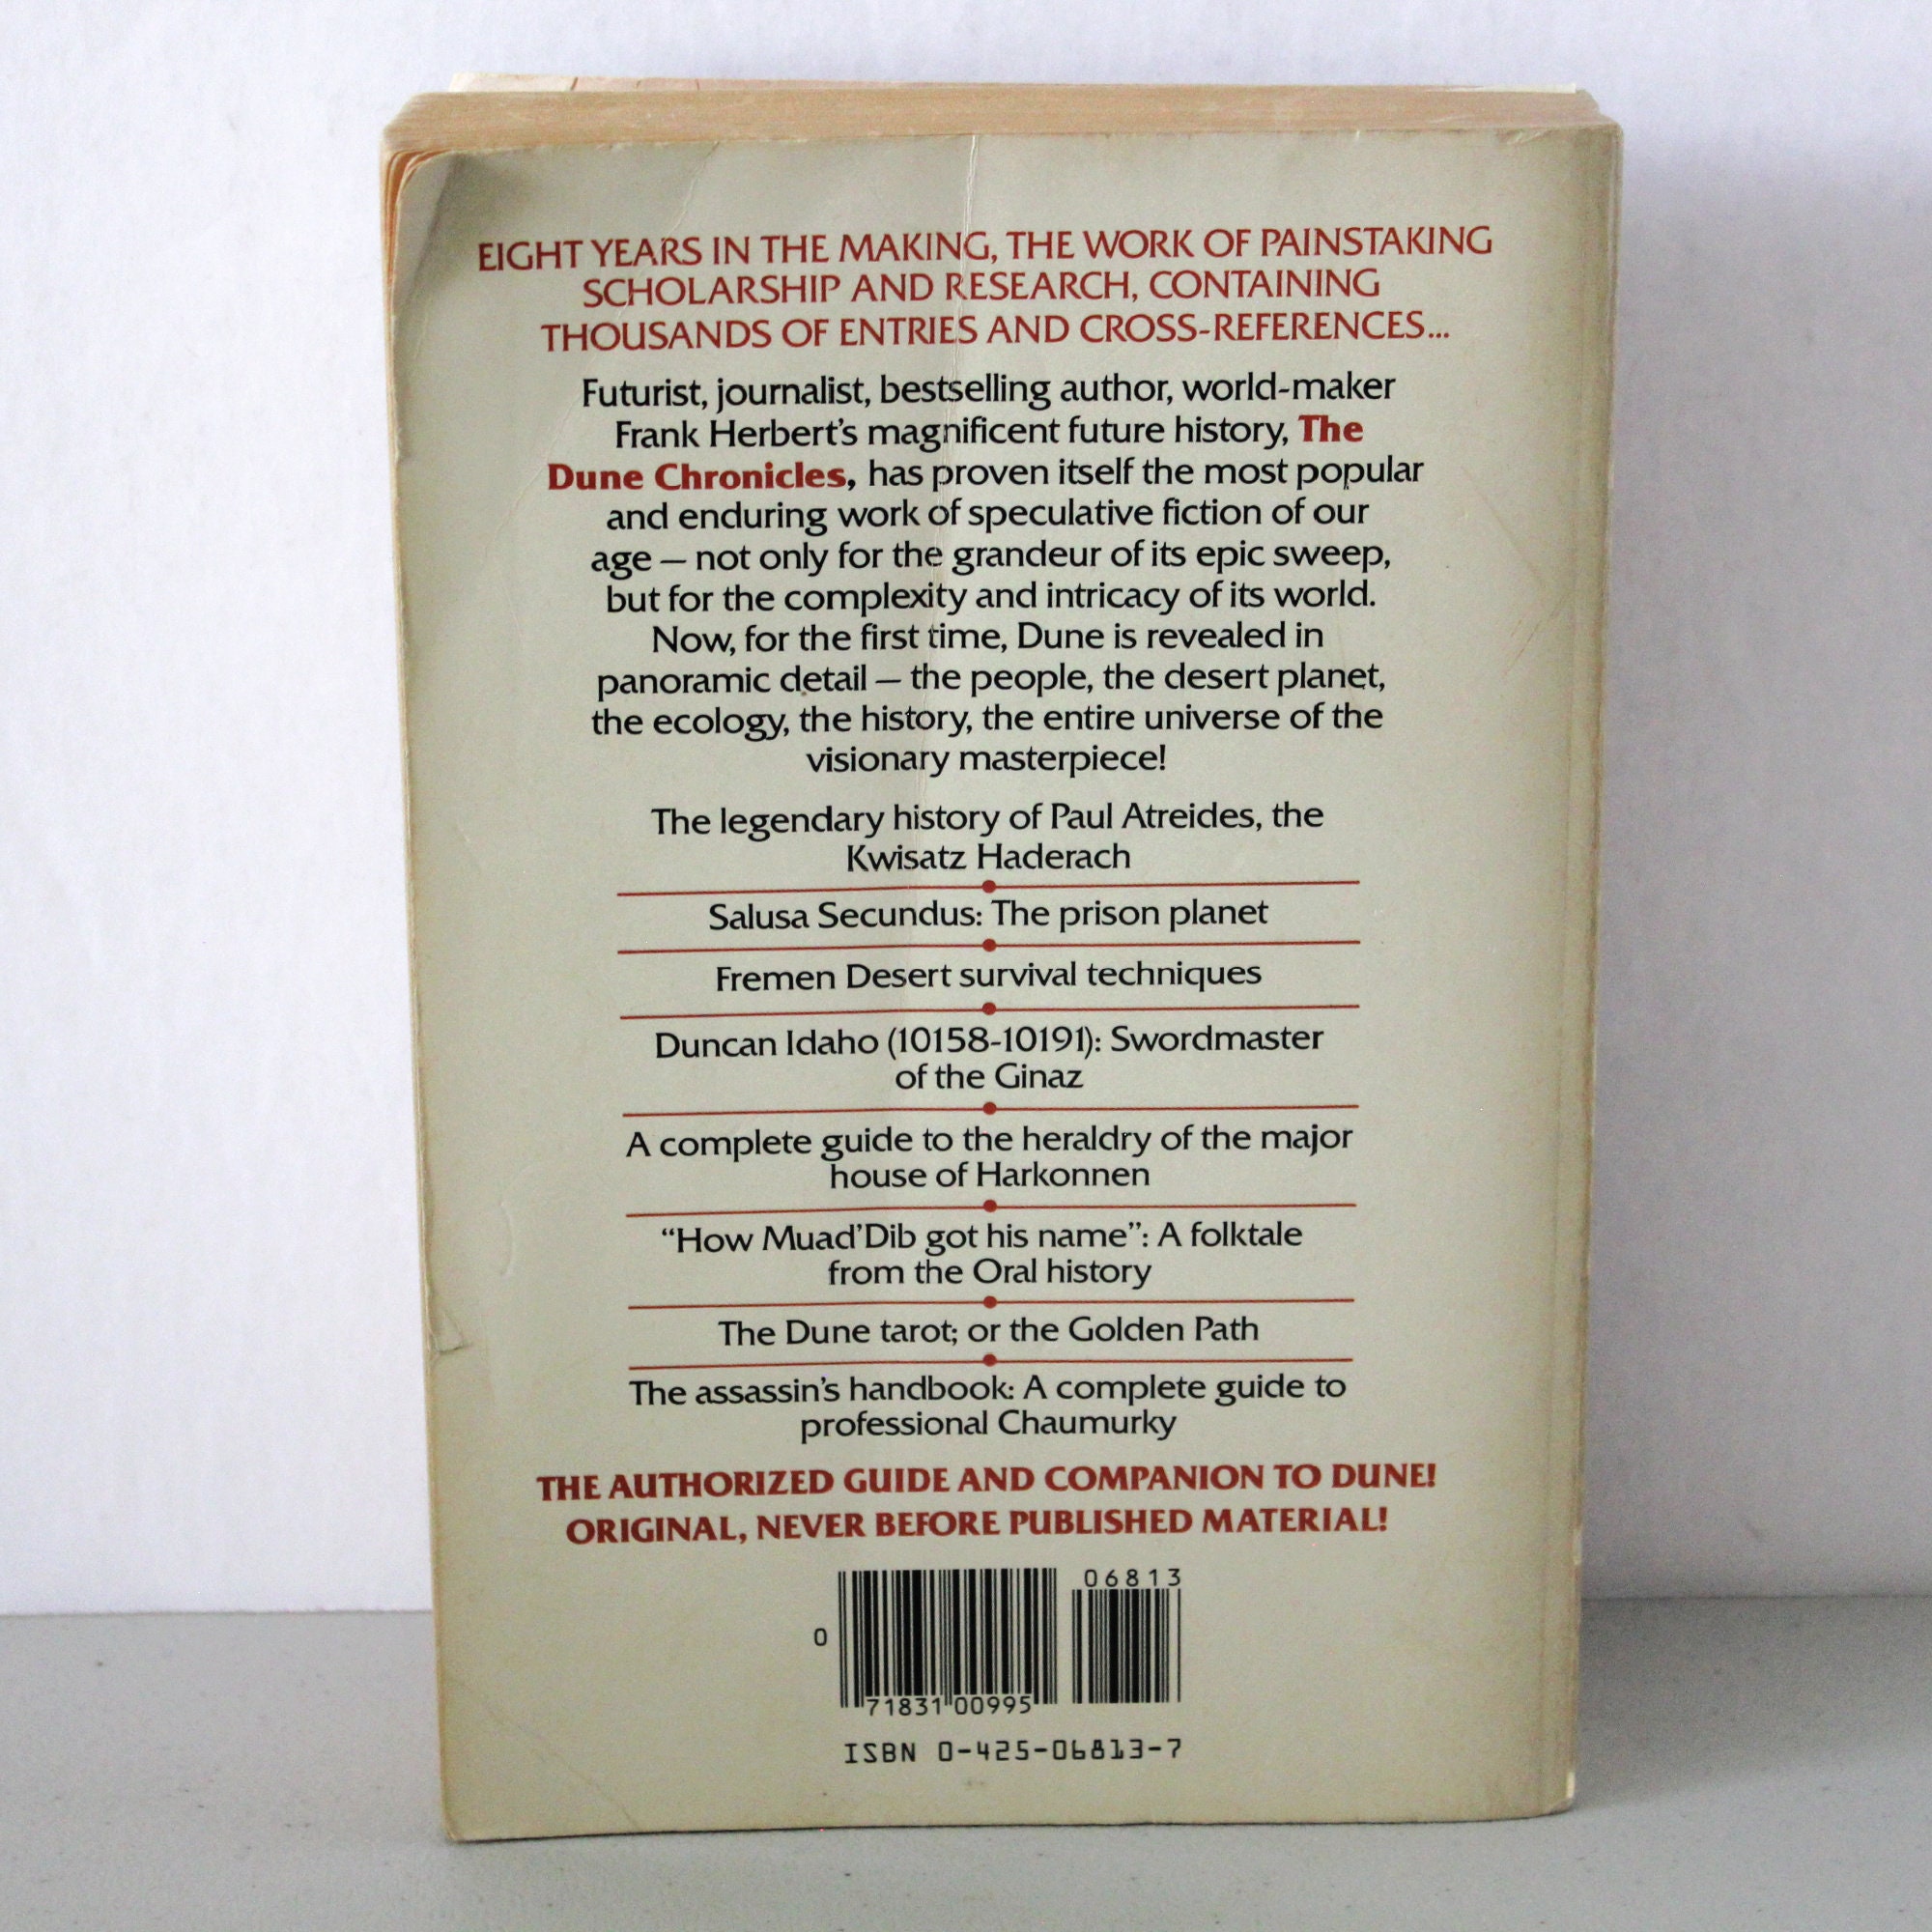 EIGHT YEARS IN THE MAKING, THE WORK OF PAINSTAKING
SCHOLARSHIP AND RESEARCH, CONTAINING
THOUSANDS OF ENTRIES AND CROSS-REFERENCES...
Futurist, journalist, bestselling author, world-maker
Frank Herbert's magnificent future history, The
Dune Chronicles, has proven itself the most popular
and enduring work of speculative fiction of our
age — not only for the grandeur of its epic sweep,
but for the complexity and intricacy of its world.
Now, for the first time, Dune is revealed in
panoramic detail — the people, the desert planet,
the ecology, the history, the entire universe of the
visionary masterpiece!
The legendary history of Paul Atreides, the
Kwisatz Haderach
Salusa Secundus: The prison planet
Fremen Desert survival techniques
Duncan Idaho (10158-10191): Swordmaster
of the Ginaz
A complete guide to the heraldry of the major
house of Harkonnen
“How Muad'Dib got his name”: A folktale
from the Oral history
The Dune tarot; or the Golden Path
The assassin's handbook: A complete guide to
professional Chaumurky
THE AUTHORIZED GUIDE AND COMPANION TO DUNE!
ORIGINAL, NEVER BEFORE PUBLISHED MATERIAL!
06813
0
71831 00995
ISBN 0-425-06813-7